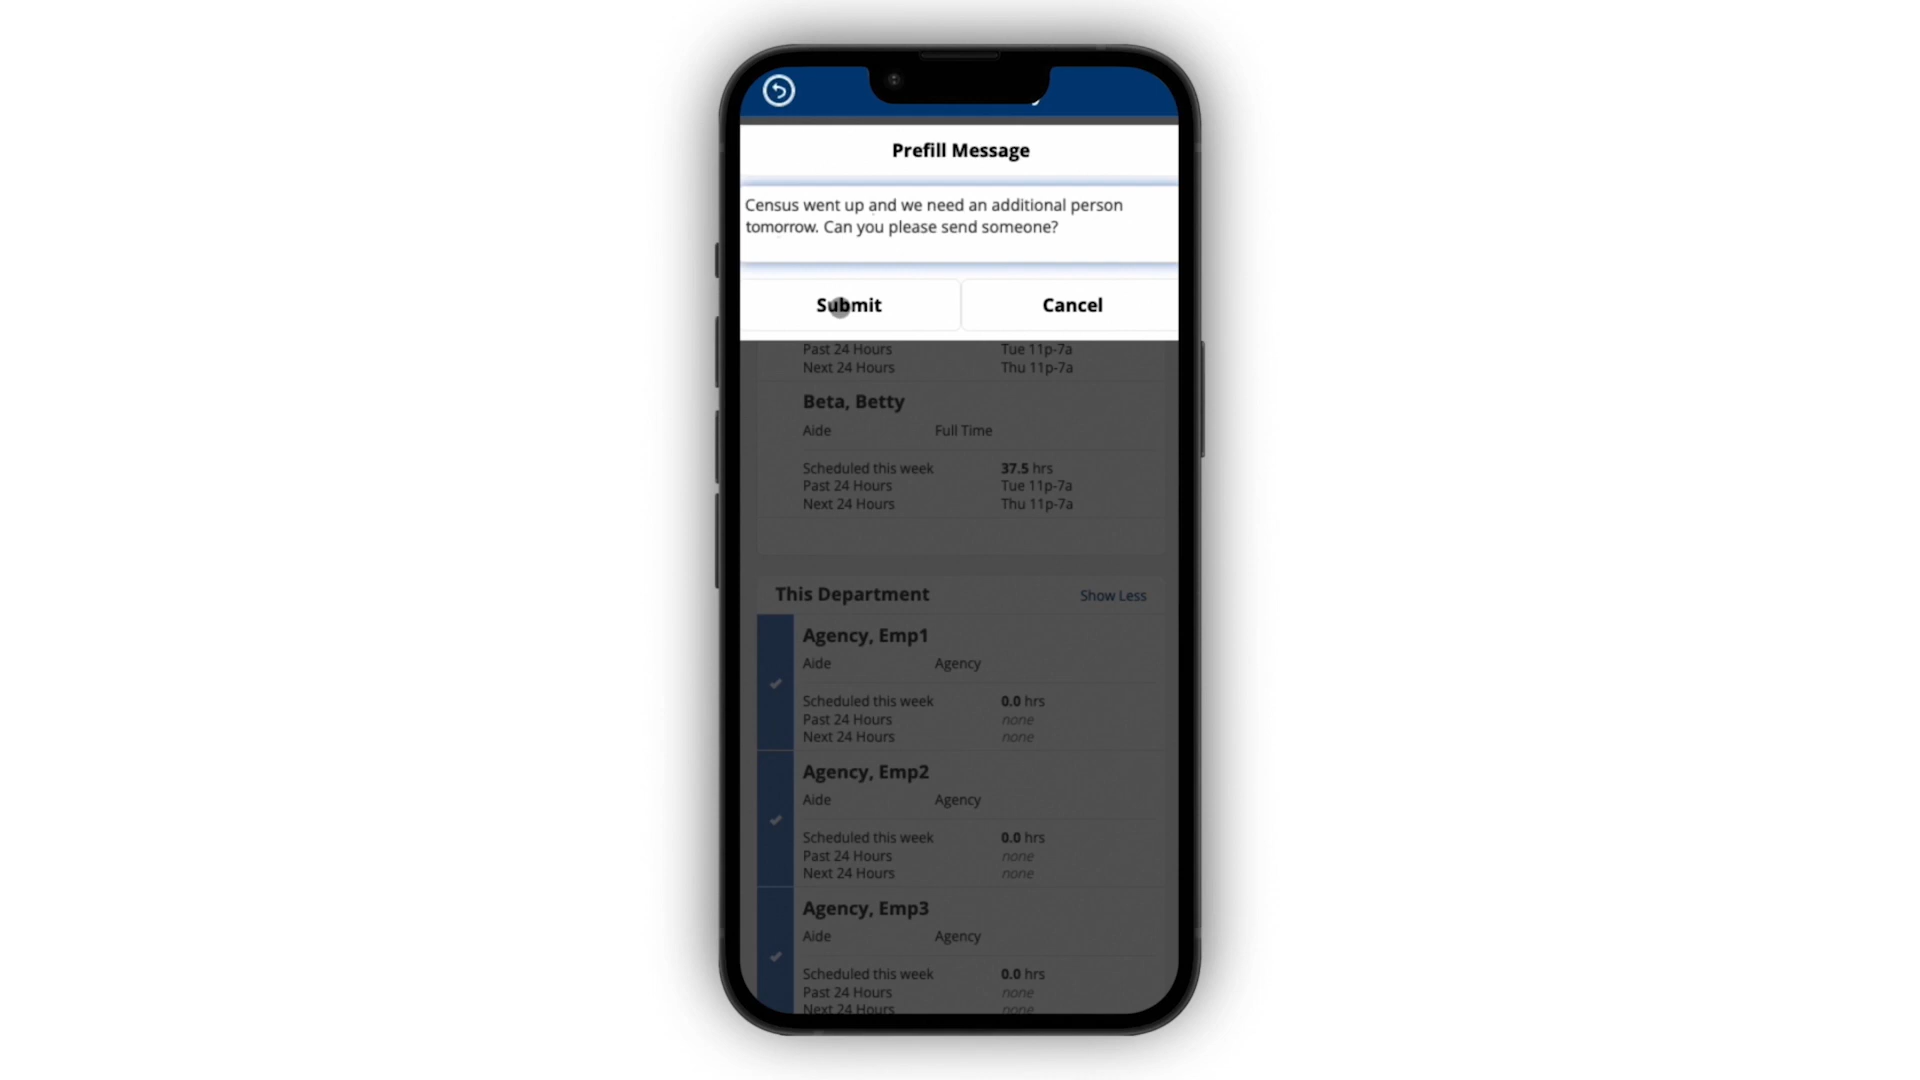 Prefill Message
Census went up and we need an additional person
tomorrow. Can you please send someone?
Submit Cancel
Past 24 Hours Tue 11p-7a
Next 24 Hours Thu 11p-7a
Beta, Betty
Aide Full Time
Scheduled this week 37.5 hrs
Past 24 Hours Tue 11p-7a
Next 24 Hours Thu 11p-7a
This Department Show Less
Agency, Emp1
Aide Agency
Scheduled this week 0.0 hrs
Past 24 Hours none
Next 24 Hours none
Agency, Emp2
Aide Agency
Scheduled this week 0.0 hrs
Past 24 Hours none
Next 24 Hours none
Agency, Emp3
Aide Agency
Scheduled this week 0.0 hrs
Past 24 Hours none
Next 24 Hours none